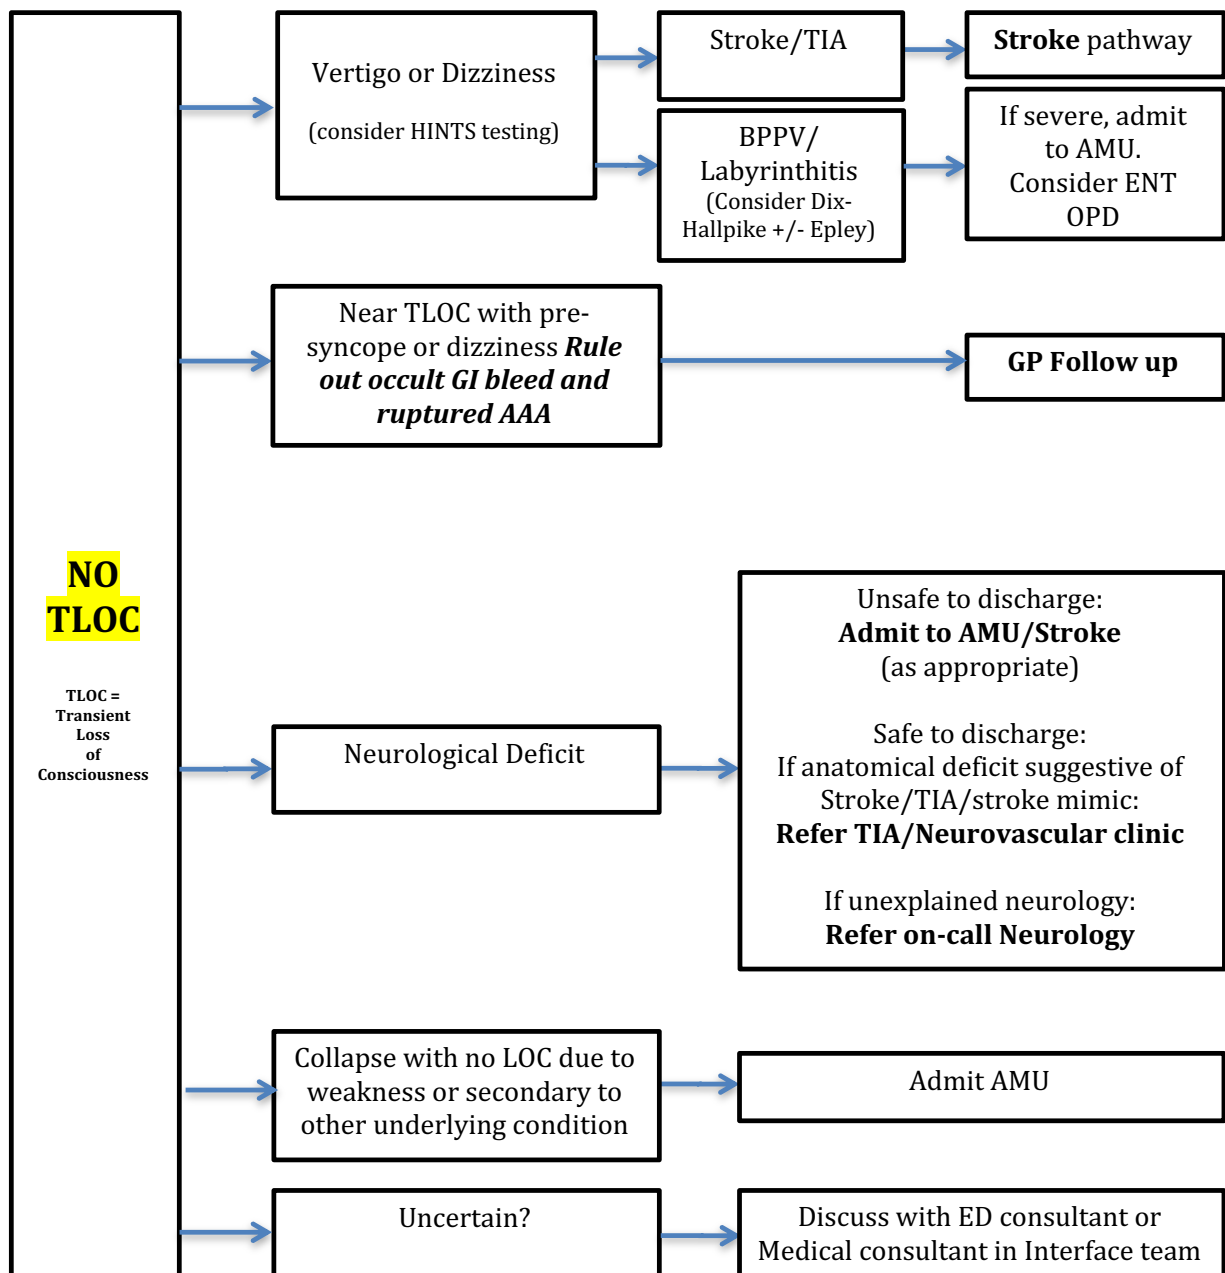 NO
TLOC
TLOC =
Transient
Loss
of
Consciousness
Vertigo or Dizziness
(consider HINTS testing)
Stroke/TIA
Stroke pathway
BPPV/
Labyrinthitis
(Consider Dix-
Hallpike +/- Epley)
If severe, admit
to AMU.
Consider ENT
OPD
Near TLOC with pre-
syncope or dizziness Rule
out occult GI bleed and
ruptured AAA
GP Follow up
Neurological Deficit
Unsafe to discharge:
Admit to AMU/Stroke
(as appropriate)
Safe to discharge:
If anatomical deficit suggestive of
Stroke/TIA/stroke mimic:
Refer TIA/Neurovascular clinic
If unexplained neurology:
Refer on-call Neurology
Collapse with no LOC due to
weakness or secondary to
other underlying condition
Admit AMU
Uncertain?
Discuss with ED consultant or
Medical consultant in Interface team